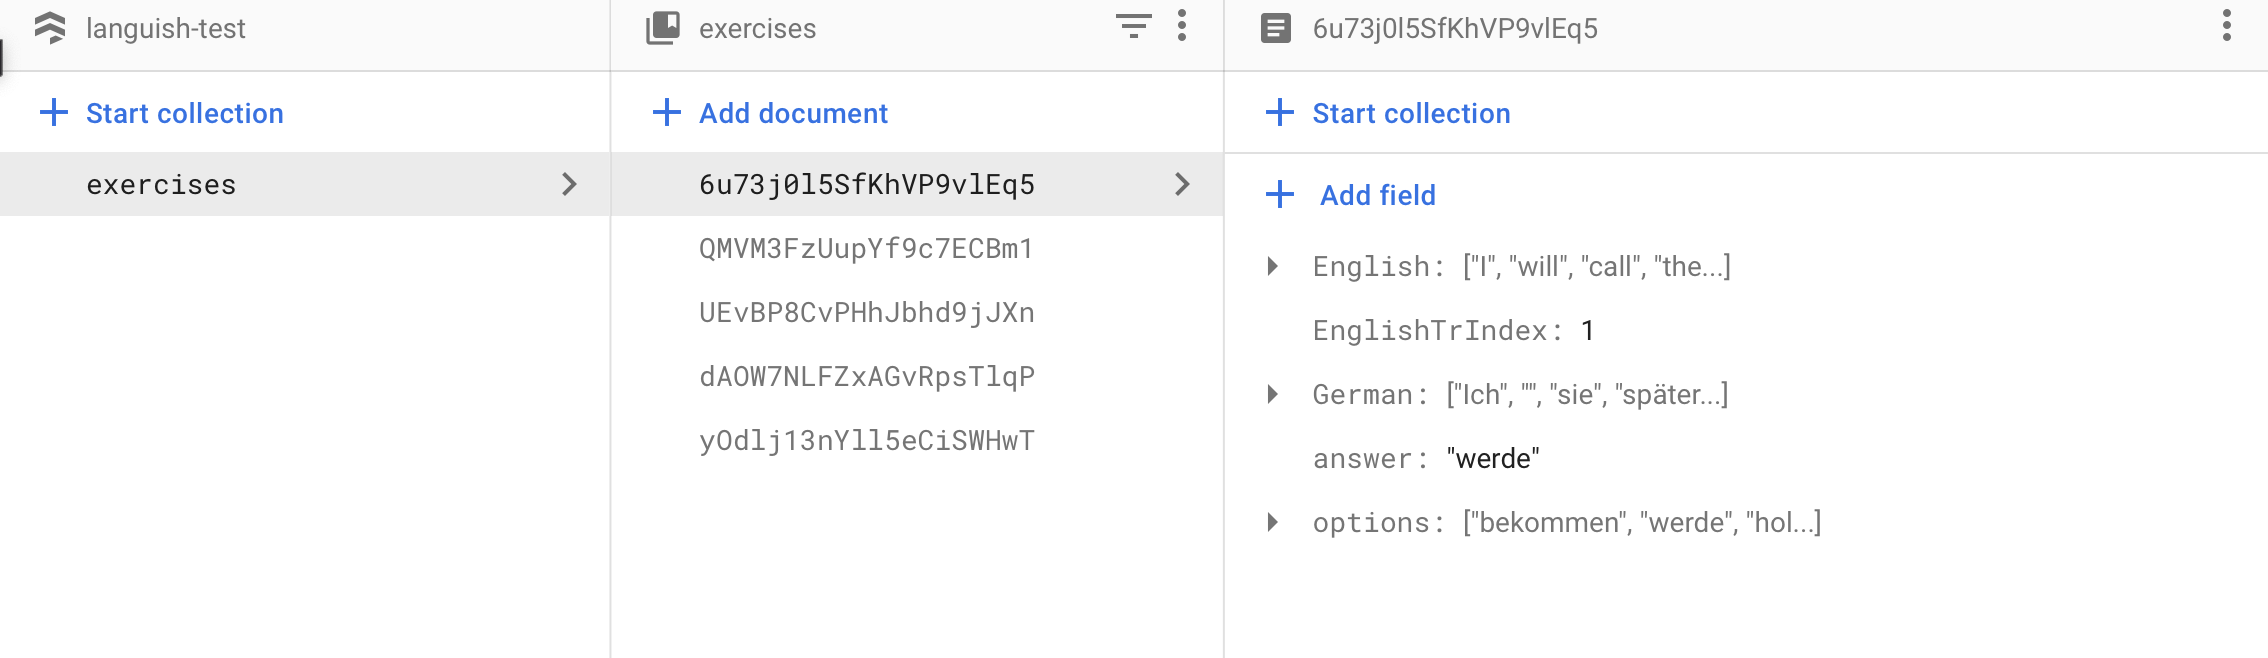 languish-test
Start collection
exercises
exercises
Add document
6u73j0l5SfKhVP9vlEq5
QMVM3FzUupYf9c7ECBm1
UEvBP8CvPHhJbhd9jJXn
dAOW7NLFZxAGvRpsTlqP
yOdlj13nYll5eCiSWHwT
6u73j0l5SfKhVP9vlEq5
Start collection
Add field
English: ["I", "will", "call", "the...]
EnglishTrIndex: 1
German: ["Ich", "", "sie", "später...]
answer: "werde"
options: ["bekommen", "werde", "hol...]